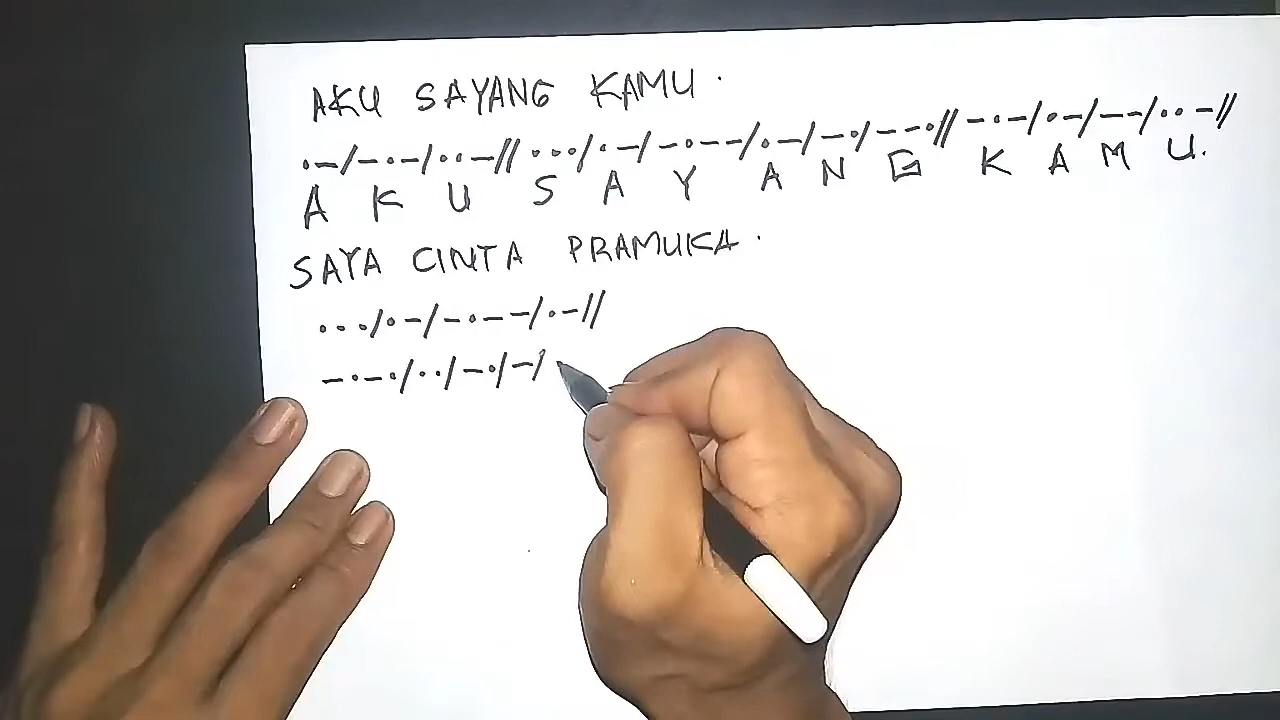 AKU SAYANG KAMU.
.-/-.-/..-// .../.-/-.--/.-/-./--.// -.-/.-/--/..-//
A K U S A Y A N G K A M U.
SAYA CINTA PRAMUKA.
.../.-/-.--/.-//
-.-./../-./-/